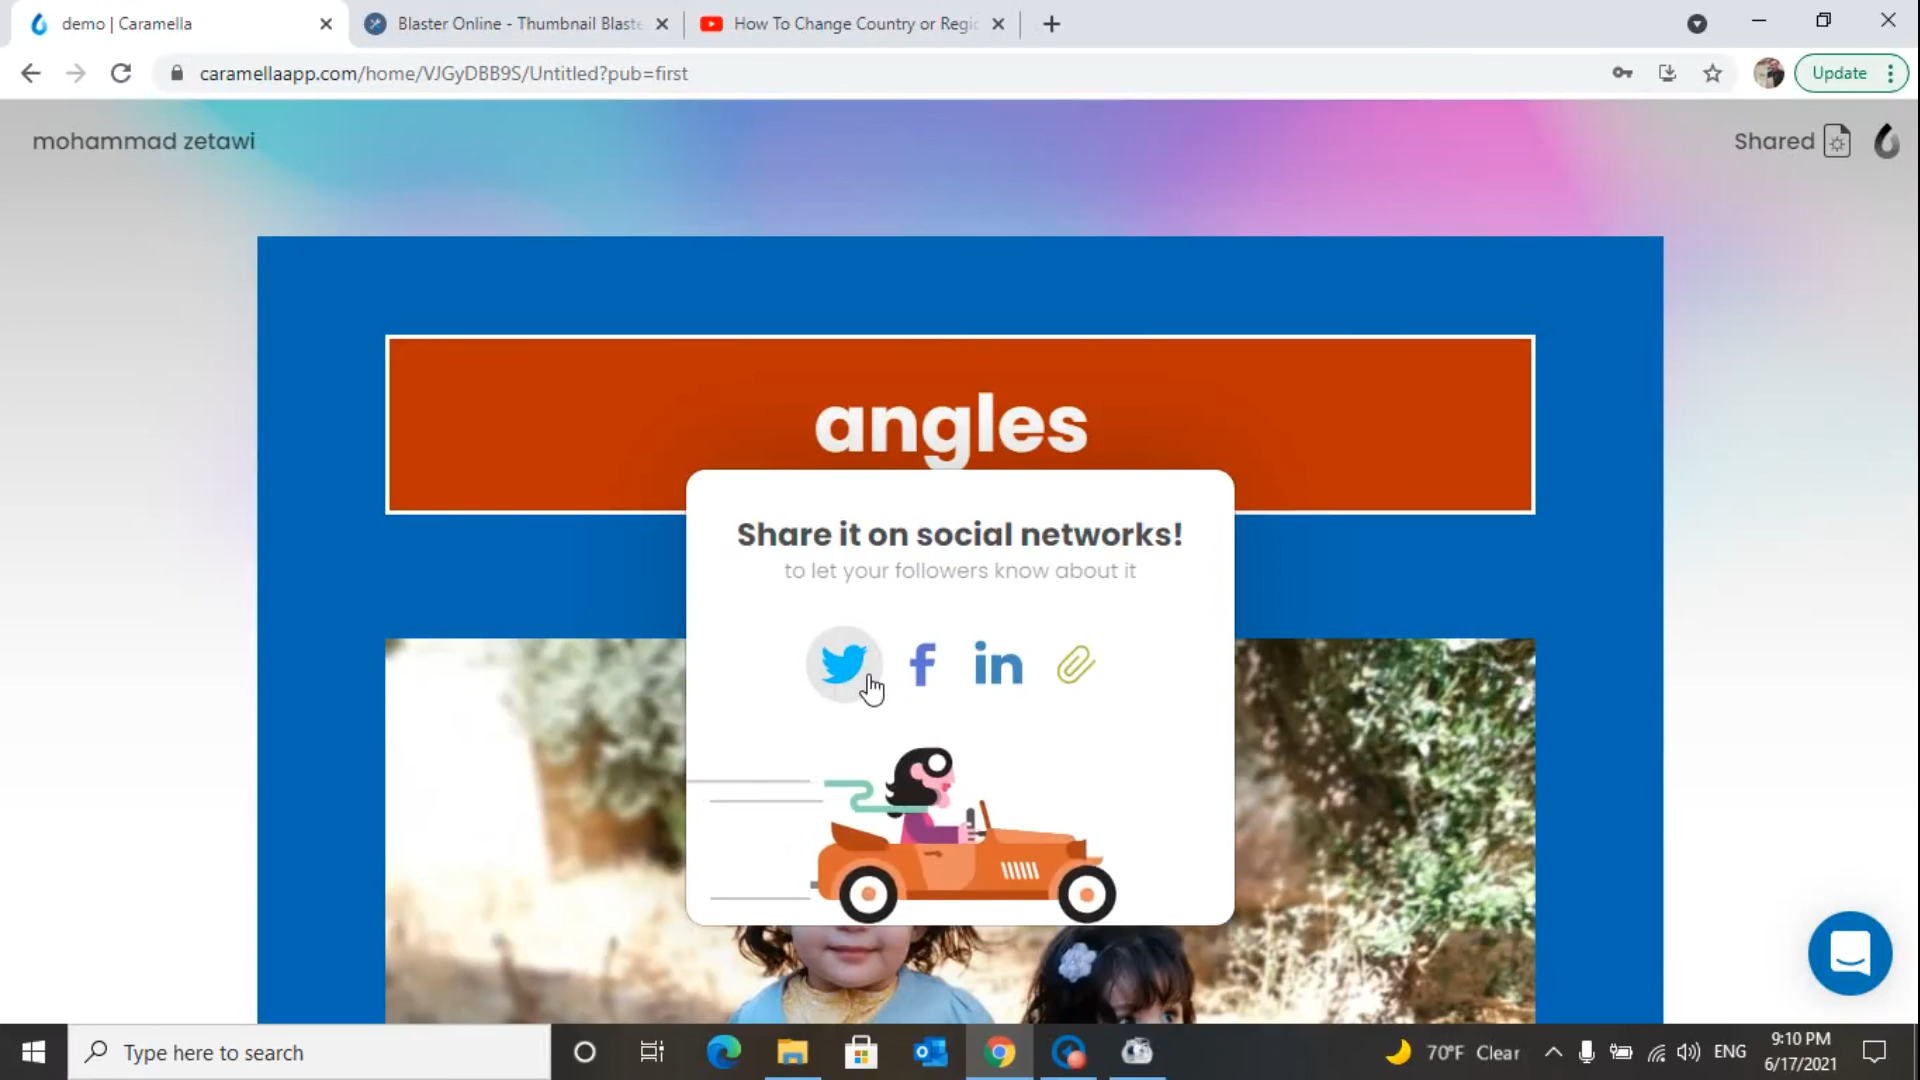 demo | Caramella
Blaster Online - Thumbnail Blaste
How To Change Country or Regi
caramellaapp.com/home/VJGyDBB9S/Untitled?pub=first
Update
mohammad zetawi
Shared
angles
Share it on social networks!
to let your followers know about it
Type here to search
70°F Clear
ENG
9:10 PM
6/17/2021